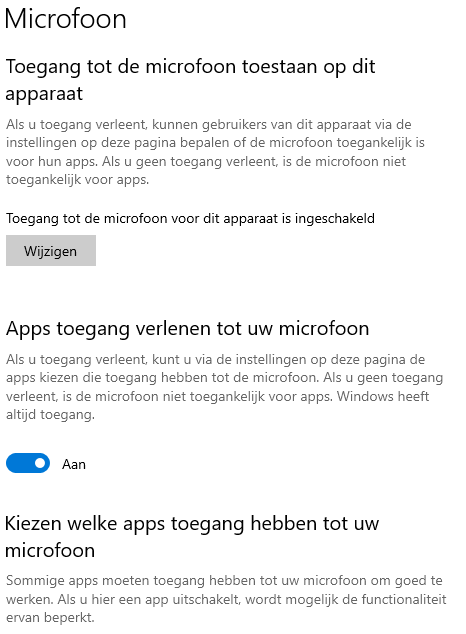 Microfoon
Toegang tot de microfoon toestaan op dit
apparaat
Als u toegang verleent, kunnen gebruikers van dit apparaat via de
instellingen op deze pagina bepalen of de microfoon toegankelijk is
voor hun apps. Als u geen toegang verleent, is de microfoon niet
toegankelijk voor apps.
Toegang tot de microfoon voor dit apparaat is ingeschakeld
Wijzigen
Apps toegang verlenen tot uw microfoon
Als u toegang verleent, kunt u via de instellingen op deze pagina de
apps kiezen die toegang hebben tot de microfoon. Als u geen toegang
verleent, is de microfoon niet toegankelijk voor apps. Windows heeft
altijd toegang.
Aan
Kiezen welke apps toegang hebben tot uw
microfoon
Sommige apps moeten toegang hebben tot uw microfoon om goed te
werken. Als u hier een app uitschakelt, wordt mogelijk de functionaliteit
ervan beperkt.